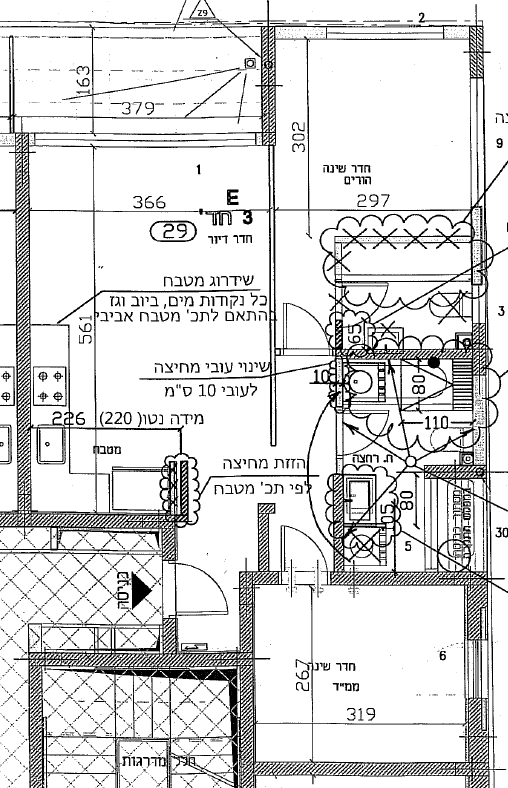 29
2
163
379
302
חדר שינה
הורים
9
1
366
297
E
3 חד'
29
חדר דיור
שידרוג מטבח
כל נקודות מים, ביוב וגז
בהתאם לתכ' מטבח אביבי
561
3
65
שינוי עובי מחיצה
לעובי 10 ס"מ
10
80
110
226
מידה נטו( 220)
מטבח
ח. רחצה
הזזת מחיצה
לפי תכ' מטבח
80
05
5
30
כניסה
267
חדר שינה
ממ"ד
6
319
חלל מדרגות